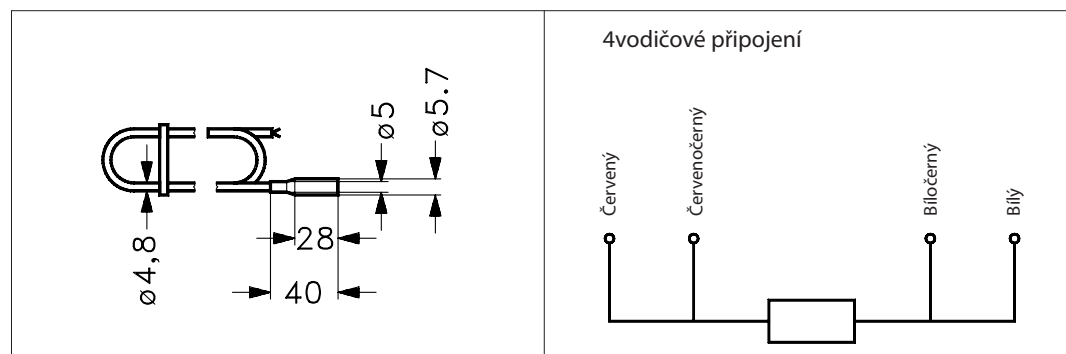 ø5
ø5.7
ø4,8
28
40
4vodičové připojení
Červený
Červenočerný
Bíločerný
Bílý